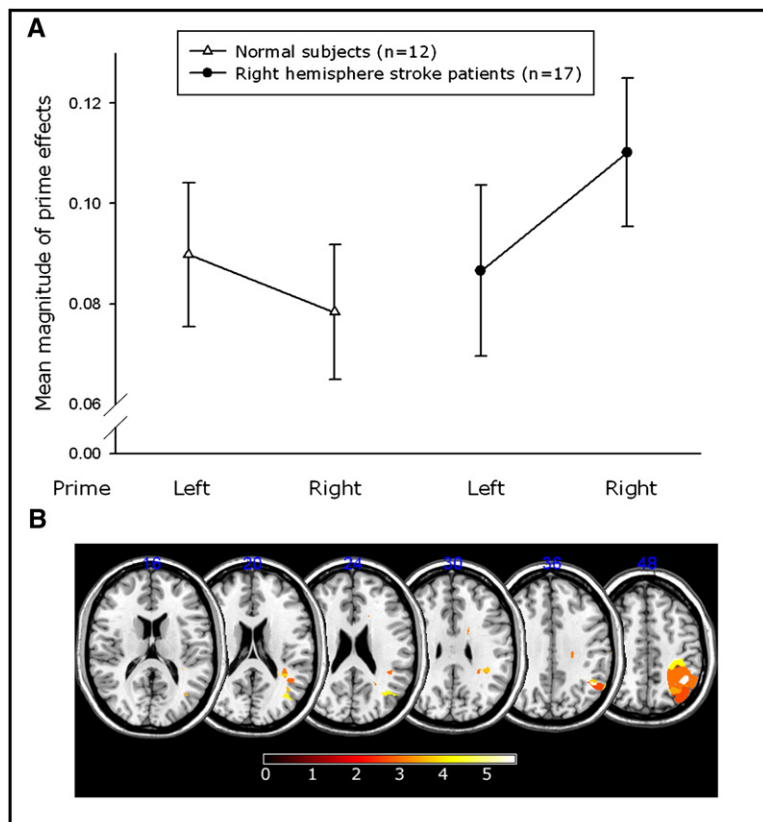 A
Normal subjects (n=12)
Right hemisphere stroke patients (n=17)
Mean magnitude of prime effects
0.12
0.10
0.08
0.06
0.00
Prime Left Right Left Right
B
16 20 24 30 36 48
0 1 2 3 4 5